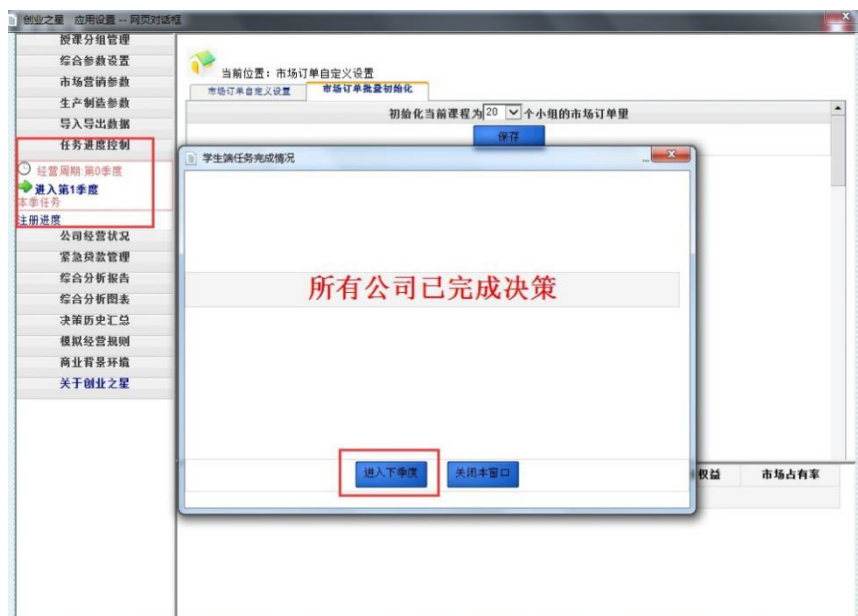 创业之星 应用设置 -- 网页对话框
授课分组管理
综合参数设置
市场营销参数
生产制造参数
导入导出数据
任务进度控制
经营周期 第0季度
进入第1季度
本季任务
注册进度
公司经营状况
紧急贷款管理
综合分析报告
综合分析图表
决策历史汇总
模拟经营规则
商业背景环境
关于创业之星
当前位置：市场订单自定义设置
市场订单自定义设置 市场订单批量初始化
初始化当前课程为 20 个小组的市场订单量
保存
学生端任务完成情况
所有公司已完成决策
进入下季度 关闭本窗口
权益 市场占有率